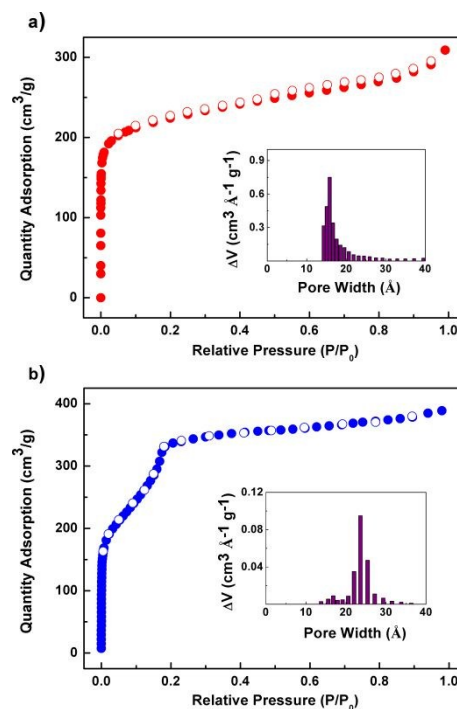 a)
Quantity Adsorption (cm³/g)
300
200
100
0
0.0 0.2 0.4 0.6 0.8 1.0
Relative Pressure (P/P₀)
ΔV (cm³ Å⁻¹ g⁻¹)
0.9
0.6
0.3
0 10 20 30 40
Pore Width (Å)
b)
Quantity Adsorption (cm³/g)
400
300
200
100
0
0.0 0.2 0.4 0.6 0.8 1.0
Relative Pressure (P/P₀)
ΔV (cm³ Å⁻¹ g⁻¹)
0.12
0.08
0.04
0 10 20 30 40
Pore Width (Å)